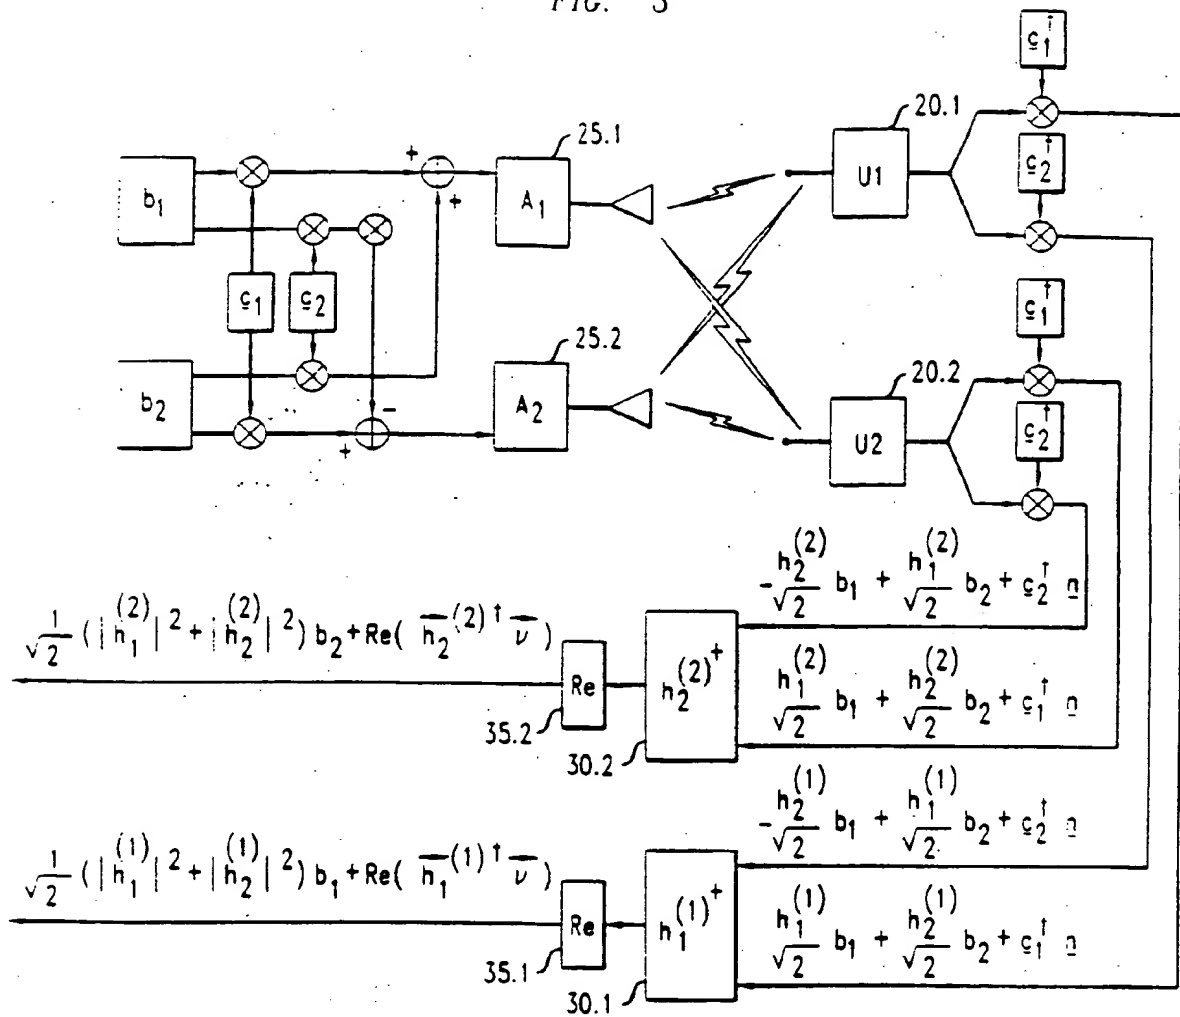 FIG. 3
c₁†
20.1
25.1
U1
c₂†
b₁
+
+
A₁
c₁
c₂
c₁†
25.2
20.2
b₂
A₂
c₂†
U2
-
+
-h₂⁽²⁾/√2 b₁ + h₁⁽²⁾/√2 b₂ + c₂† n
1/√2 (|h₁⁽²⁾|² + |h₂⁽²⁾|²) b₂ + Re( h₂⁽²⁾† ν )
Re
h₂⁽²⁾⁺
h₁⁽²⁾/√2 b₁ + h₂⁽²⁾/√2 b₂ + c₁† n
35.2
30.2
-h₂⁽¹⁾/√2 b₁ + h₁⁽¹⁾/√2 b₂ + c₂† n
1/√2 (|h₁⁽¹⁾|² + |h₂⁽¹⁾|²) b₁ + Re( h₁⁽¹⁾† ν )
Re
h₁⁽¹⁾⁺
h₁⁽¹⁾/√2 b₁ + h₂⁽¹⁾/√2 b₂ + c₁† n
35.1
30.1